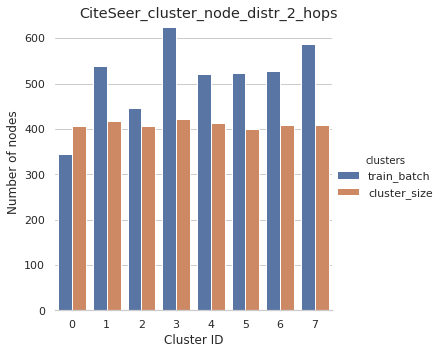 CiteSeer_cluster_node_distr_2_hops
600
500
400
300
200
100
0
Number of nodes
0 1 2 3 4 5 6 7
Cluster ID
clusters
train_batch
cluster_size